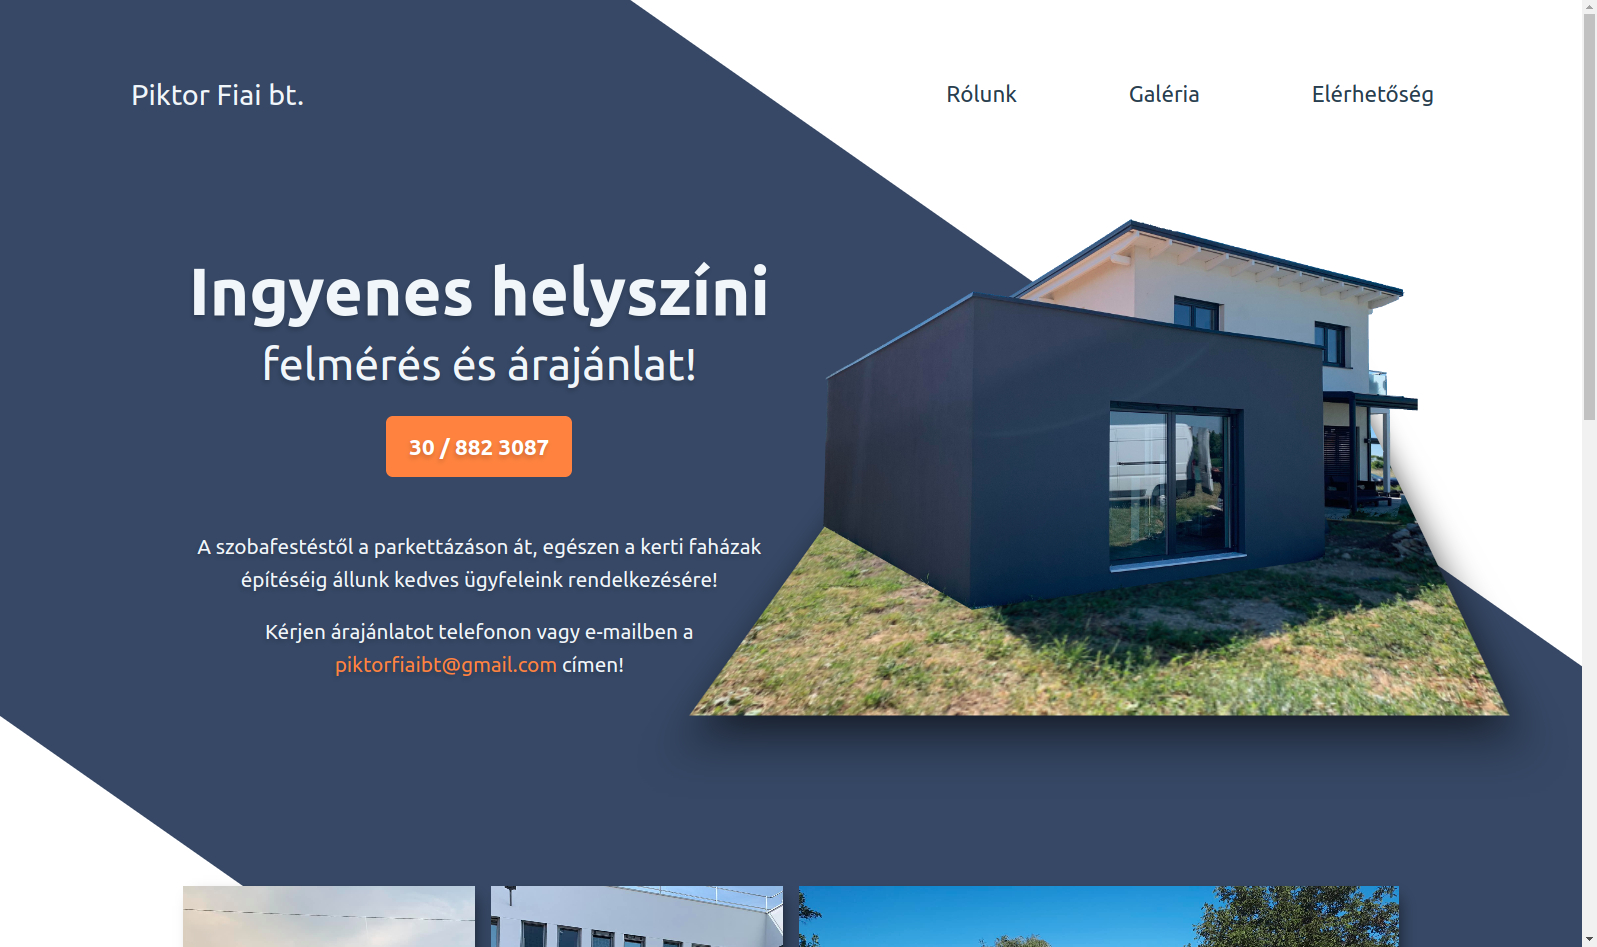 Piktor Fiai bt.
Rólunk
Galéria
Elérhetőség
Ingyenes helyszíni
felmérés és árajánlat!
30 / 882 3087
A szobafestéstől a parkettázáson át, egészen a kerti faházak
építéséig állunk kedves ügyfeleink rendelkezésére!
Kérjen árajánlatot telefonon vagy e-mailben a
piktorfiaibt@gmail.com címen!